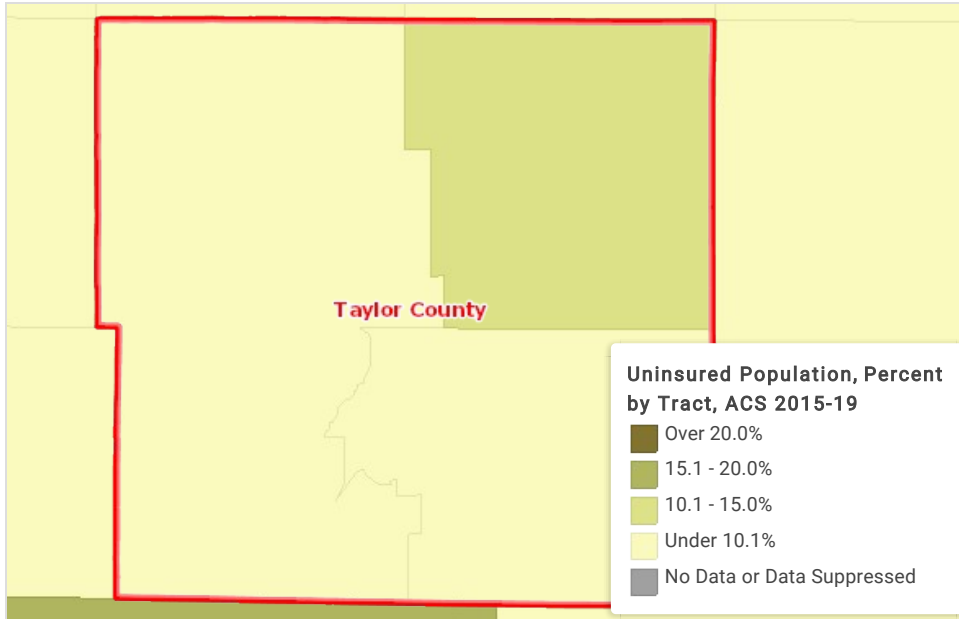 Taylor County
Uninsured Population, Percent
by Tract, ACS 2015-19
Over 20.0%
15.1 - 20.0%
10.1 - 15.0%
Under 10.1%
No Data or Data Suppressed